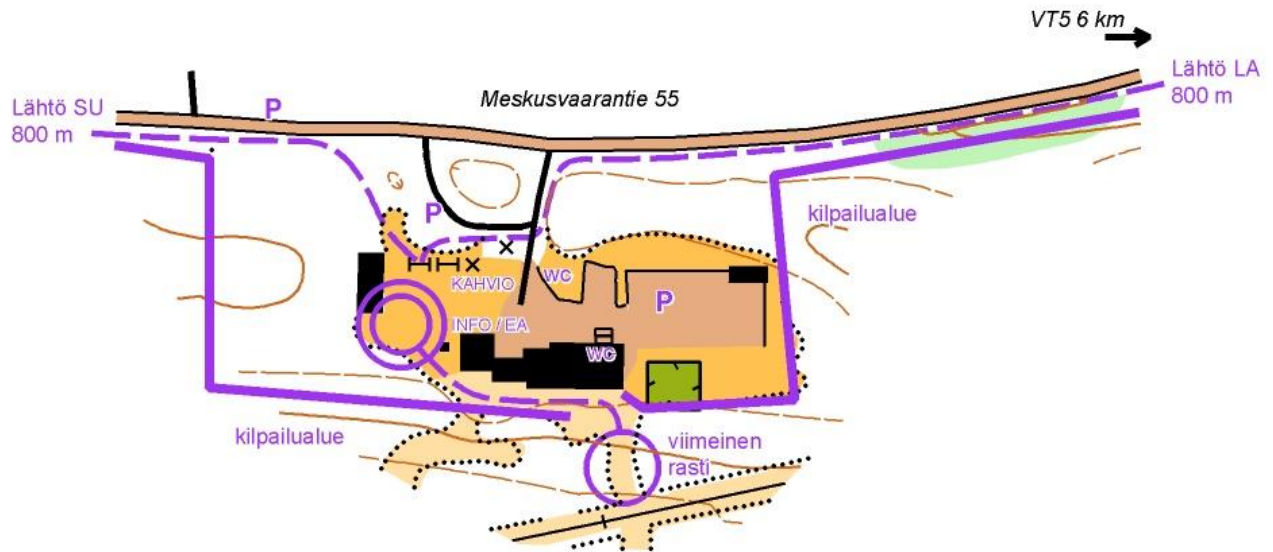 VT5 6 km
Lähtö SU
800 m
P
Meskusvaarantie 55
Lähtö LA
800 m
P
kilpailualue
KAHVIO
WC
P
INFO / EA
WC
kilpailualue
viimeinen
rasti